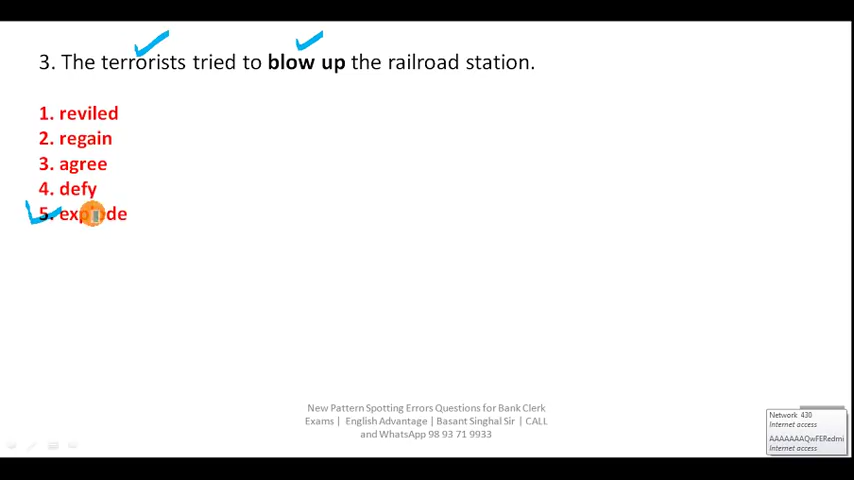 3. The terrorists tried to blow up the railroad station.
1. reviled
2. regain
3. agree
4. defy
5. explode
New Pattern Spotting Errors Questions for Bank Clerk
Exams | English Advantage | Basant Singhal Sir | CALL
and WhatsApp 98 93 71 9933
Network 430
Internet access
AAAAAAAQwFERedmi
Internet access